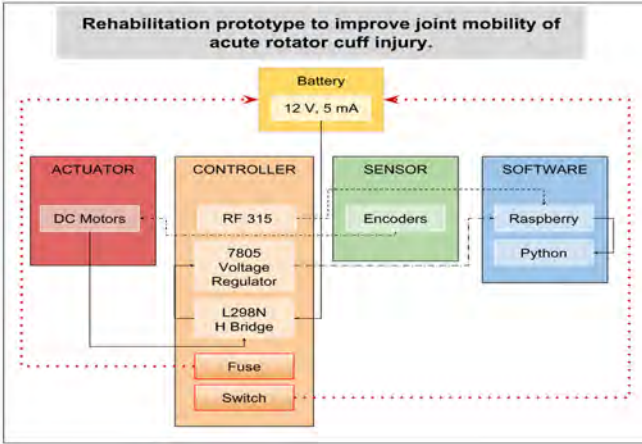 Rehabilitation prototype to improve joint mobility of
acute rotator cuff injury.
Battery
12 V, 5 mA
ACTUATOR
CONTROLLER
SENSOR
SOFTWARE
DC Motors
RF 315
Encoders
Raspberry
7805
Voltage
Regulator
Python
L298N
H Bridge
Fuse
Switch